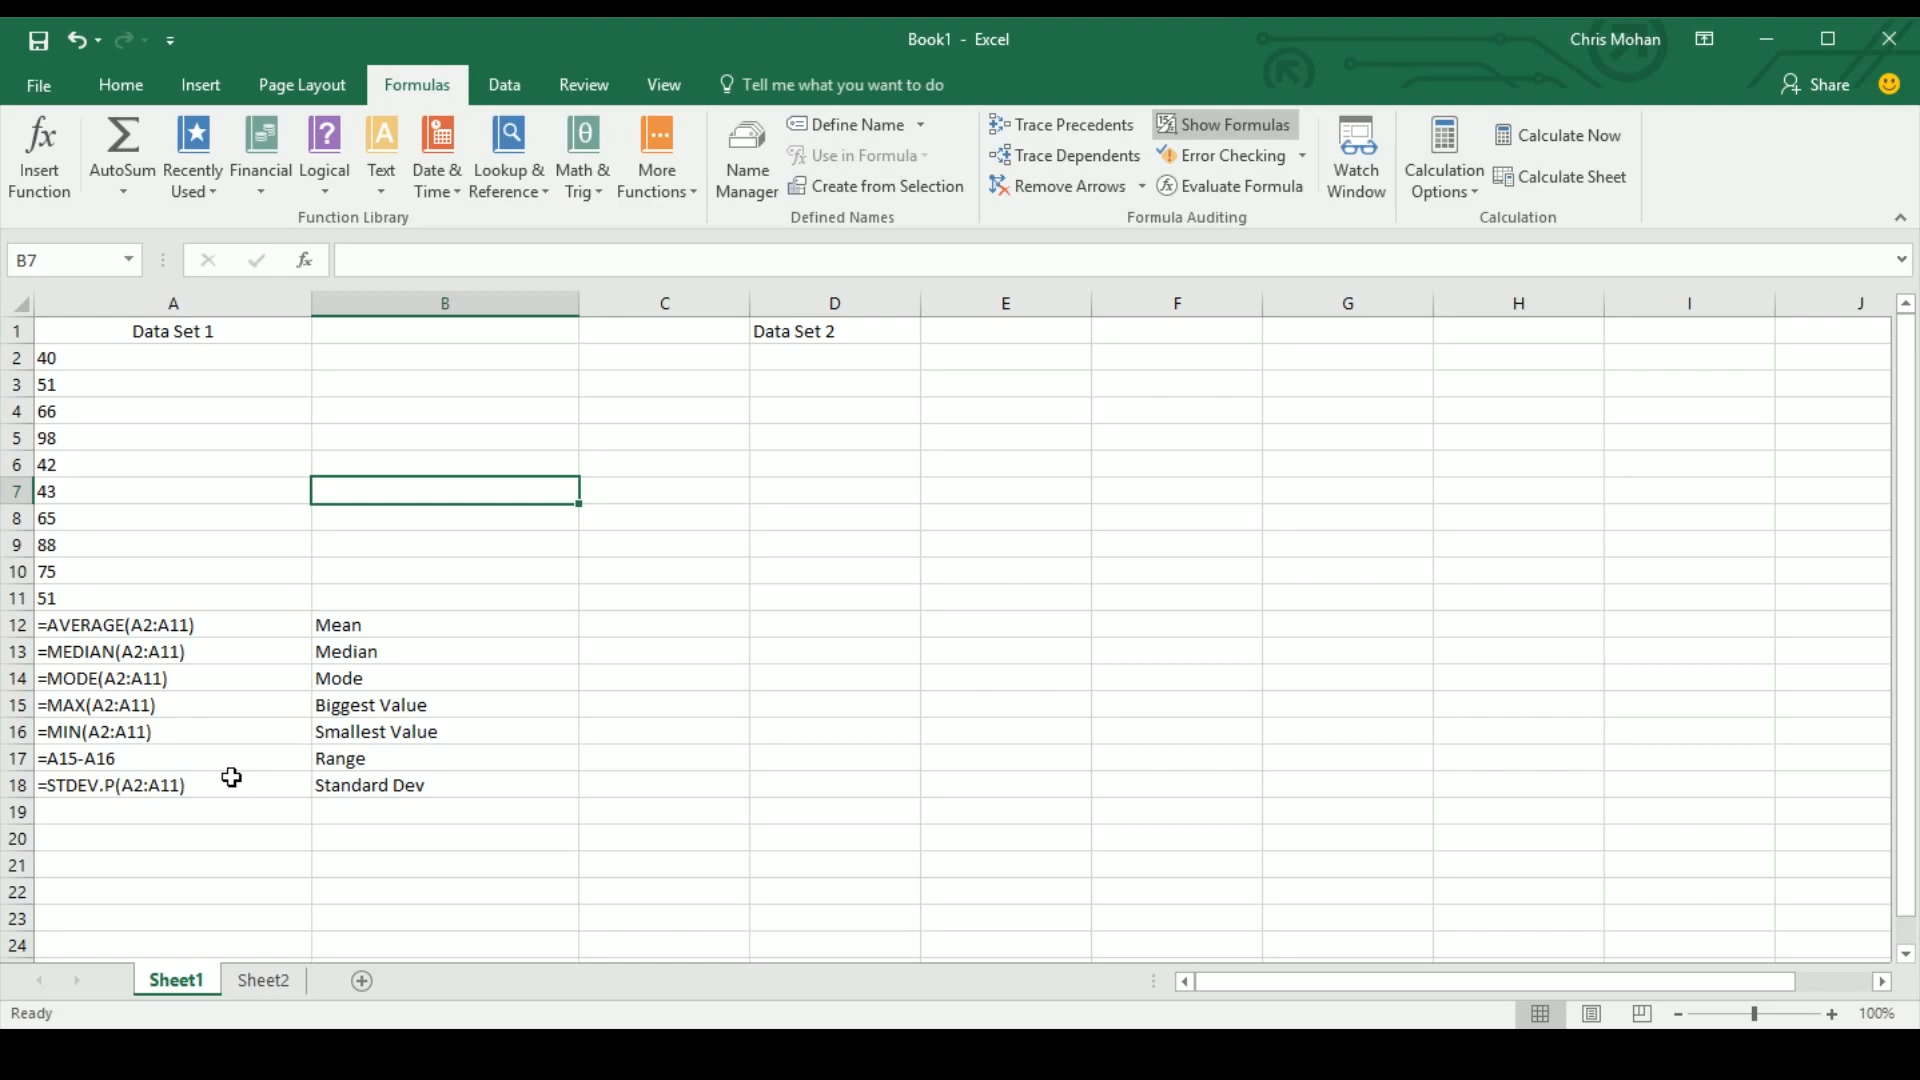 Book1 - Excel
Chris Mohan
File Home Insert Page Layout Formulas Data Review View Tell me what you want to do Share
Insert Function
AutoSum
Recently Used
Financial
Logical
Text
Date & Time
Lookup & Reference
Math & Trig
More Functions
Function Library
Name Manager
Define Name
Use in Formula
Create from Selection
Defined Names
Trace Precedents
Trace Dependents
Remove Arrows
Show Formulas
Error Checking
Evaluate Formula
Formula Auditing
Watch Window
Calculation Options
Calculate Now
Calculate Sheet
Calculation
B7 fx
A B C D E F G H I J
1 Data Set 1 Data Set 2
2 40
3 51
4 66
5 98
6 42
7 43
8 65
9 88
10 75
11 51
12 =AVERAGE(A2:A11) Mean
13 =MEDIAN(A2:A11) Median
14 =MODE(A2:A11) Mode
15 =MAX(A2:A11) Biggest Value
16 =MIN(A2:A11) Smallest Value
17 =A15-A16 Range
18 =STDEV.P(A2:A11) Standard Dev
19
20
21
22
23
24
Sheet1 Sheet2
Ready 100%